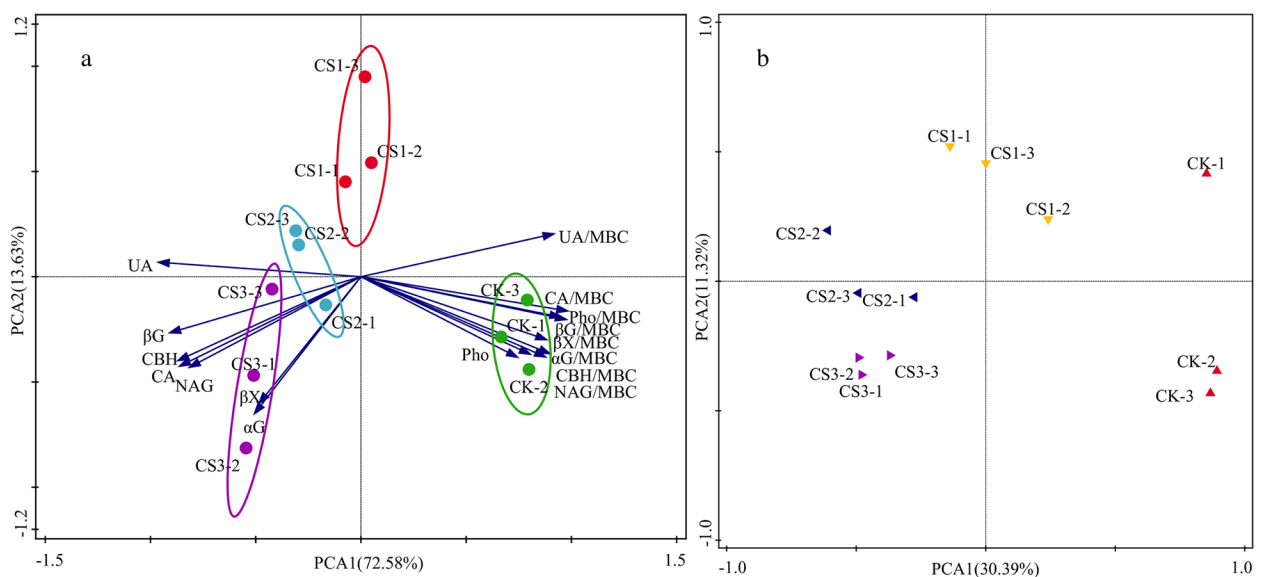 a
1.2
PCA2(13.63%)
-1.2
-1.5
PCA1(72.58%)
1.5
CS1-3
CS1-2
CS1-1
CS2-3
CS2-2
CS2-1
UA
UA/MBC
CS3-3
CK-3
CA/MBC
Pho/MBC
CK-1
βG/MBC
βX/MBC
βG
CBH
CA
NAG
CS3-1
Pho
αG/MBC
CK-2
CBH/MBC
NAG/MBC
βX
αG
CS3-2
b
1.0
PCA2(11.32%)
-1.0
-1.0
PCA1(30.39%)
1.0
CS1-1
CS1-3
CK-1
CS1-2
CS2-2
CS2-3
CS2-1
CS3-2
CS3-3
CS3-1
CK-2
CK-3